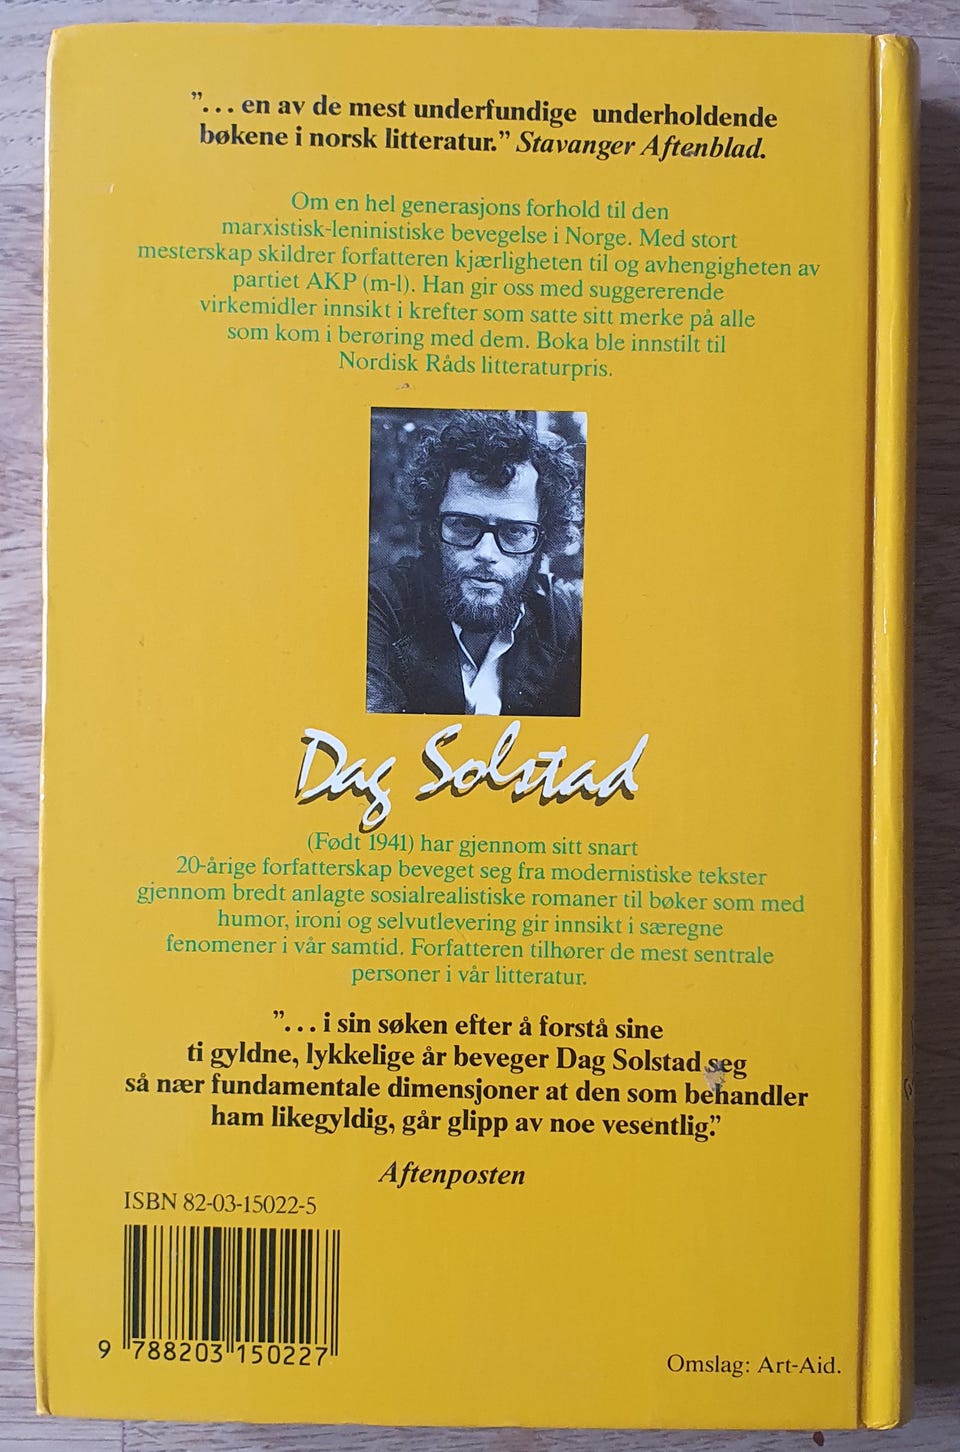 ”... en av de mest underfundige underholdende
bøkene i norsk litteratur.” Stavanger Aftenblad.
Om en hel generasjons forhold til den
marxistisk-leninistiske bevegelse i Norge. Med stort
mesterskap skildrer forfatteren kjærligheten til og avhengigheten av
partiet AKP (m-l). Han gir oss med suggererende
virkemidler innsikt i krefter som satte sitt merke på alle
som kom i berøring med dem. Boka ble innstilt til
Nordisk Råds litteraturpris.
Dag Solstad
(Født 1941) har gjennom sitt snart
20-årige forfatterskap beveget seg fra modernistiske tekster
gjennom bredt anlagte sosialrealistiske romaner til bøker som med
humor, ironi og selvutlevering gir innsikt i særegne
fenomener i vår samtid. Forfatteren tilhører de mest sentrale
personer i vår litteratur.
”... i sin søken efter å forstå sine
ti gyldne, lykkelige år beveger Dag Solstad seg
så nær fundamentale dimensjoner at den som behandler
ham likegyldig, går glipp av noe vesentlig.”
Aftenposten
ISBN 82-03-15022-5
9 788203 150227
Omslag: Art-Aid.